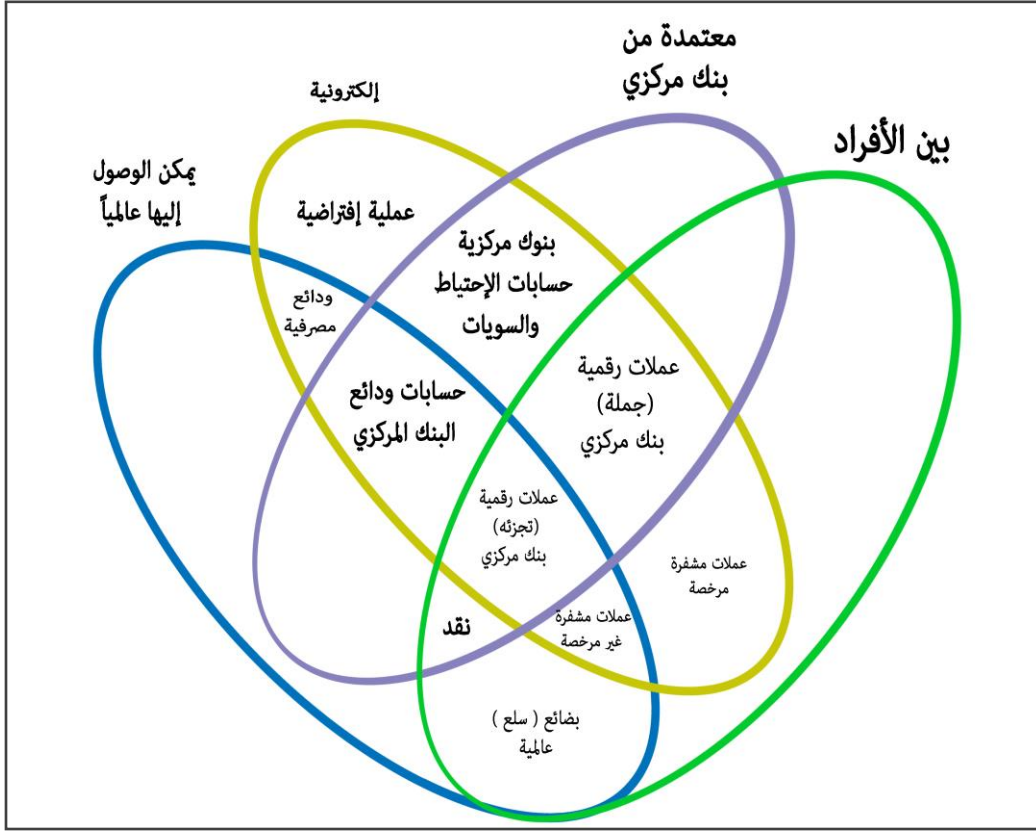 معتمدة من
بنك مركزي
إلكترونية
بين الأفراد
يمكن الوصول
إليها عالمياً
عملية إفتراضية
بنوك مركزية
حسابات الإحتياط
والسويات
ودائع
مصرفية
عملات رقمية
(جملة)
بنك مركزي
حسابات ودائع
البنك المركزي
عملات رقمية
(تجزئه)
بنك مركزي
عملات مشفرة
مرخصة
عملات مشفرة
غير مرخصة
نقد
بضائع ( سلع )
عالمية